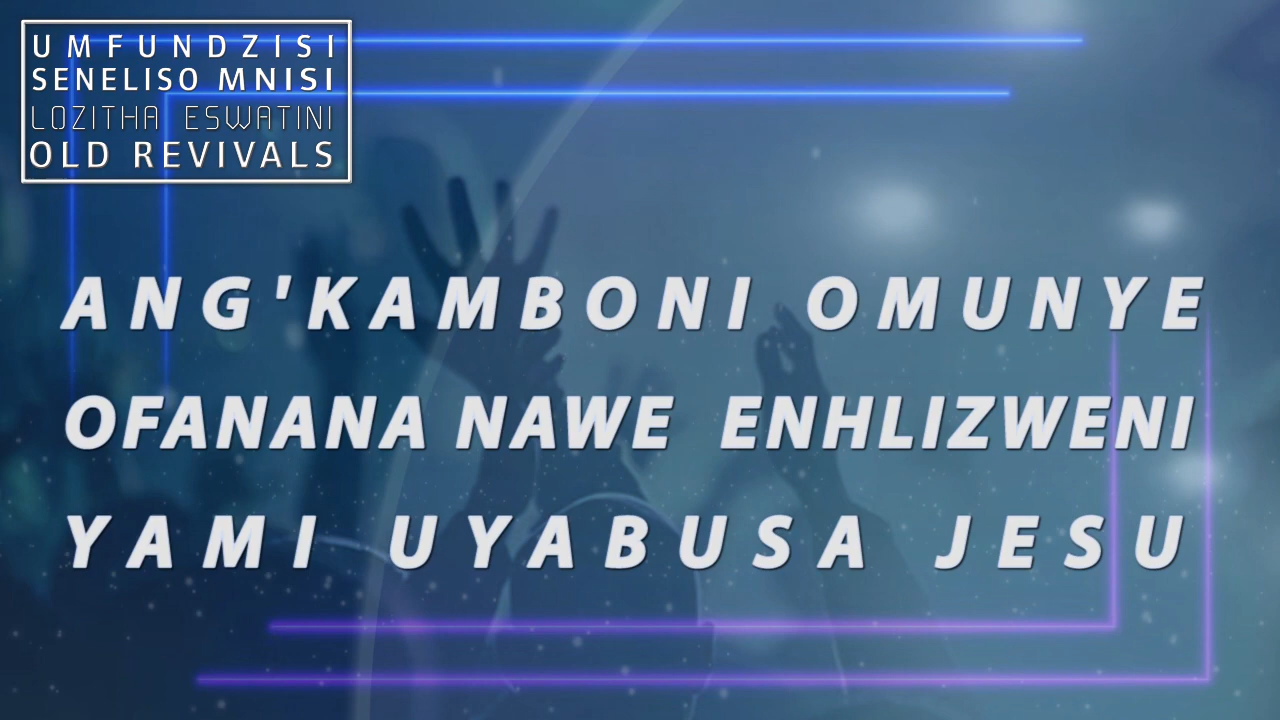 UMFUNDZISI
SENELISO MNISI
LOZITHA ESWATINI
OLD REVIVALS
ANG'KAMBONI OMUNYE
OFANANA NAWE ENHLIZWENI
YAMI UYABUSA JESU